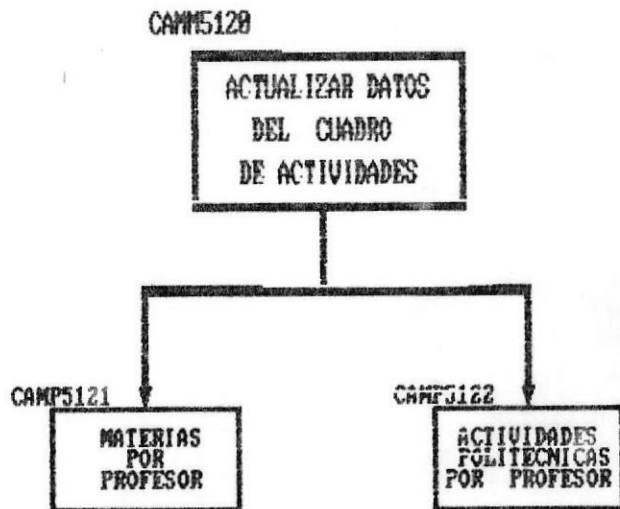 CAMM5120
ACTUALIZAR DATOS
DEL CUADRO
DE ACTIVIDADES
CAMP5121
MATERIAS
POR
PROFESOR
CAMP5122
ACTIVIDADES
POLITECNICAS
POR PROFESOR